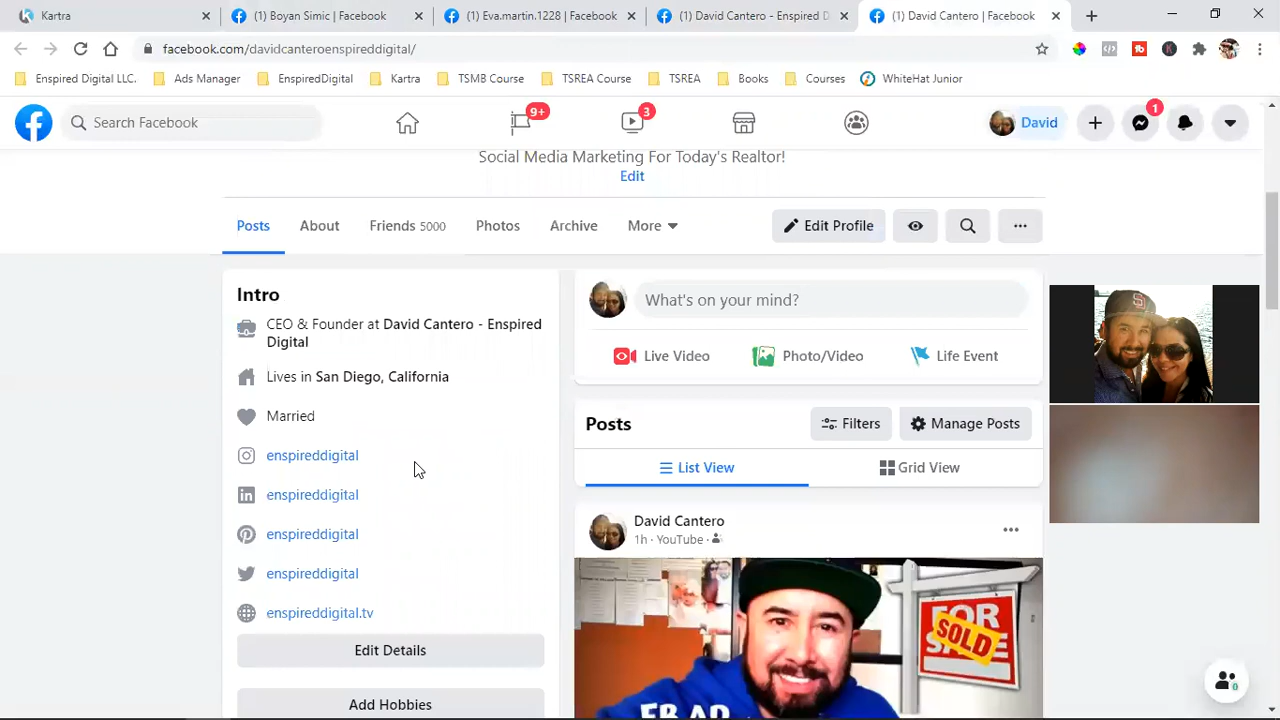 Kartra
(1) Boyan Simic | Facebook
(1) Eva.martin.1228 | Facebook
(1) David Cantero - Enspired D
(1) David Cantero | Facebook
facebook.com/davidcanteroenspireddigital/
Enspired Digital LLC.
Ads Manager
EnspiredDigital
Kartra
TSMB Course
TSREA Course
TSREA
Books
Courses
WhiteHat Junior
Search Facebook
9+
3
David
1
Social Media Marketing For Today's Realtor!
Edit
Posts
About
Friends 5000
Photos
Archive
More
Edit Profile
Intro
CEO & Founder at David Cantero - Enspired
Digital
Lives in San Diego, California
Married
enspireddigital
enspireddigital
enspireddigital
enspireddigital
enspireddigital.tv
Edit Details
Add Hobbies
What's on your mind?
Live Video
Photo/Video
Life Event
Posts
Filters
Manage Posts
List View
Grid View
David Cantero
1h · YouTube ·
FOR
SOLD
0